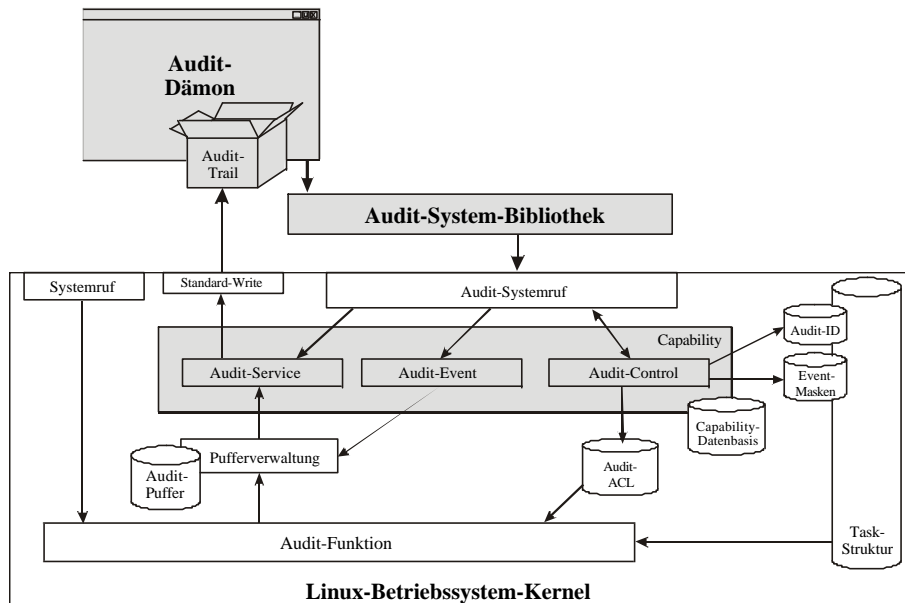 Audit-
Dämon
Audit-
Trail
Audit-System-Bibliothek
Systemruf
Standard-Write
Audit-Systemruf
Audit-ID
Capability
Audit-Service
Audit-Event
Audit-Control
Event-
Masken
Capability-
Datenbasis
Pufferverwaltung
Audit-
Puffer
Audit-
ACL
Audit-Funktion
Task-
Struktur
Linux-Betriebssystem-Kernel